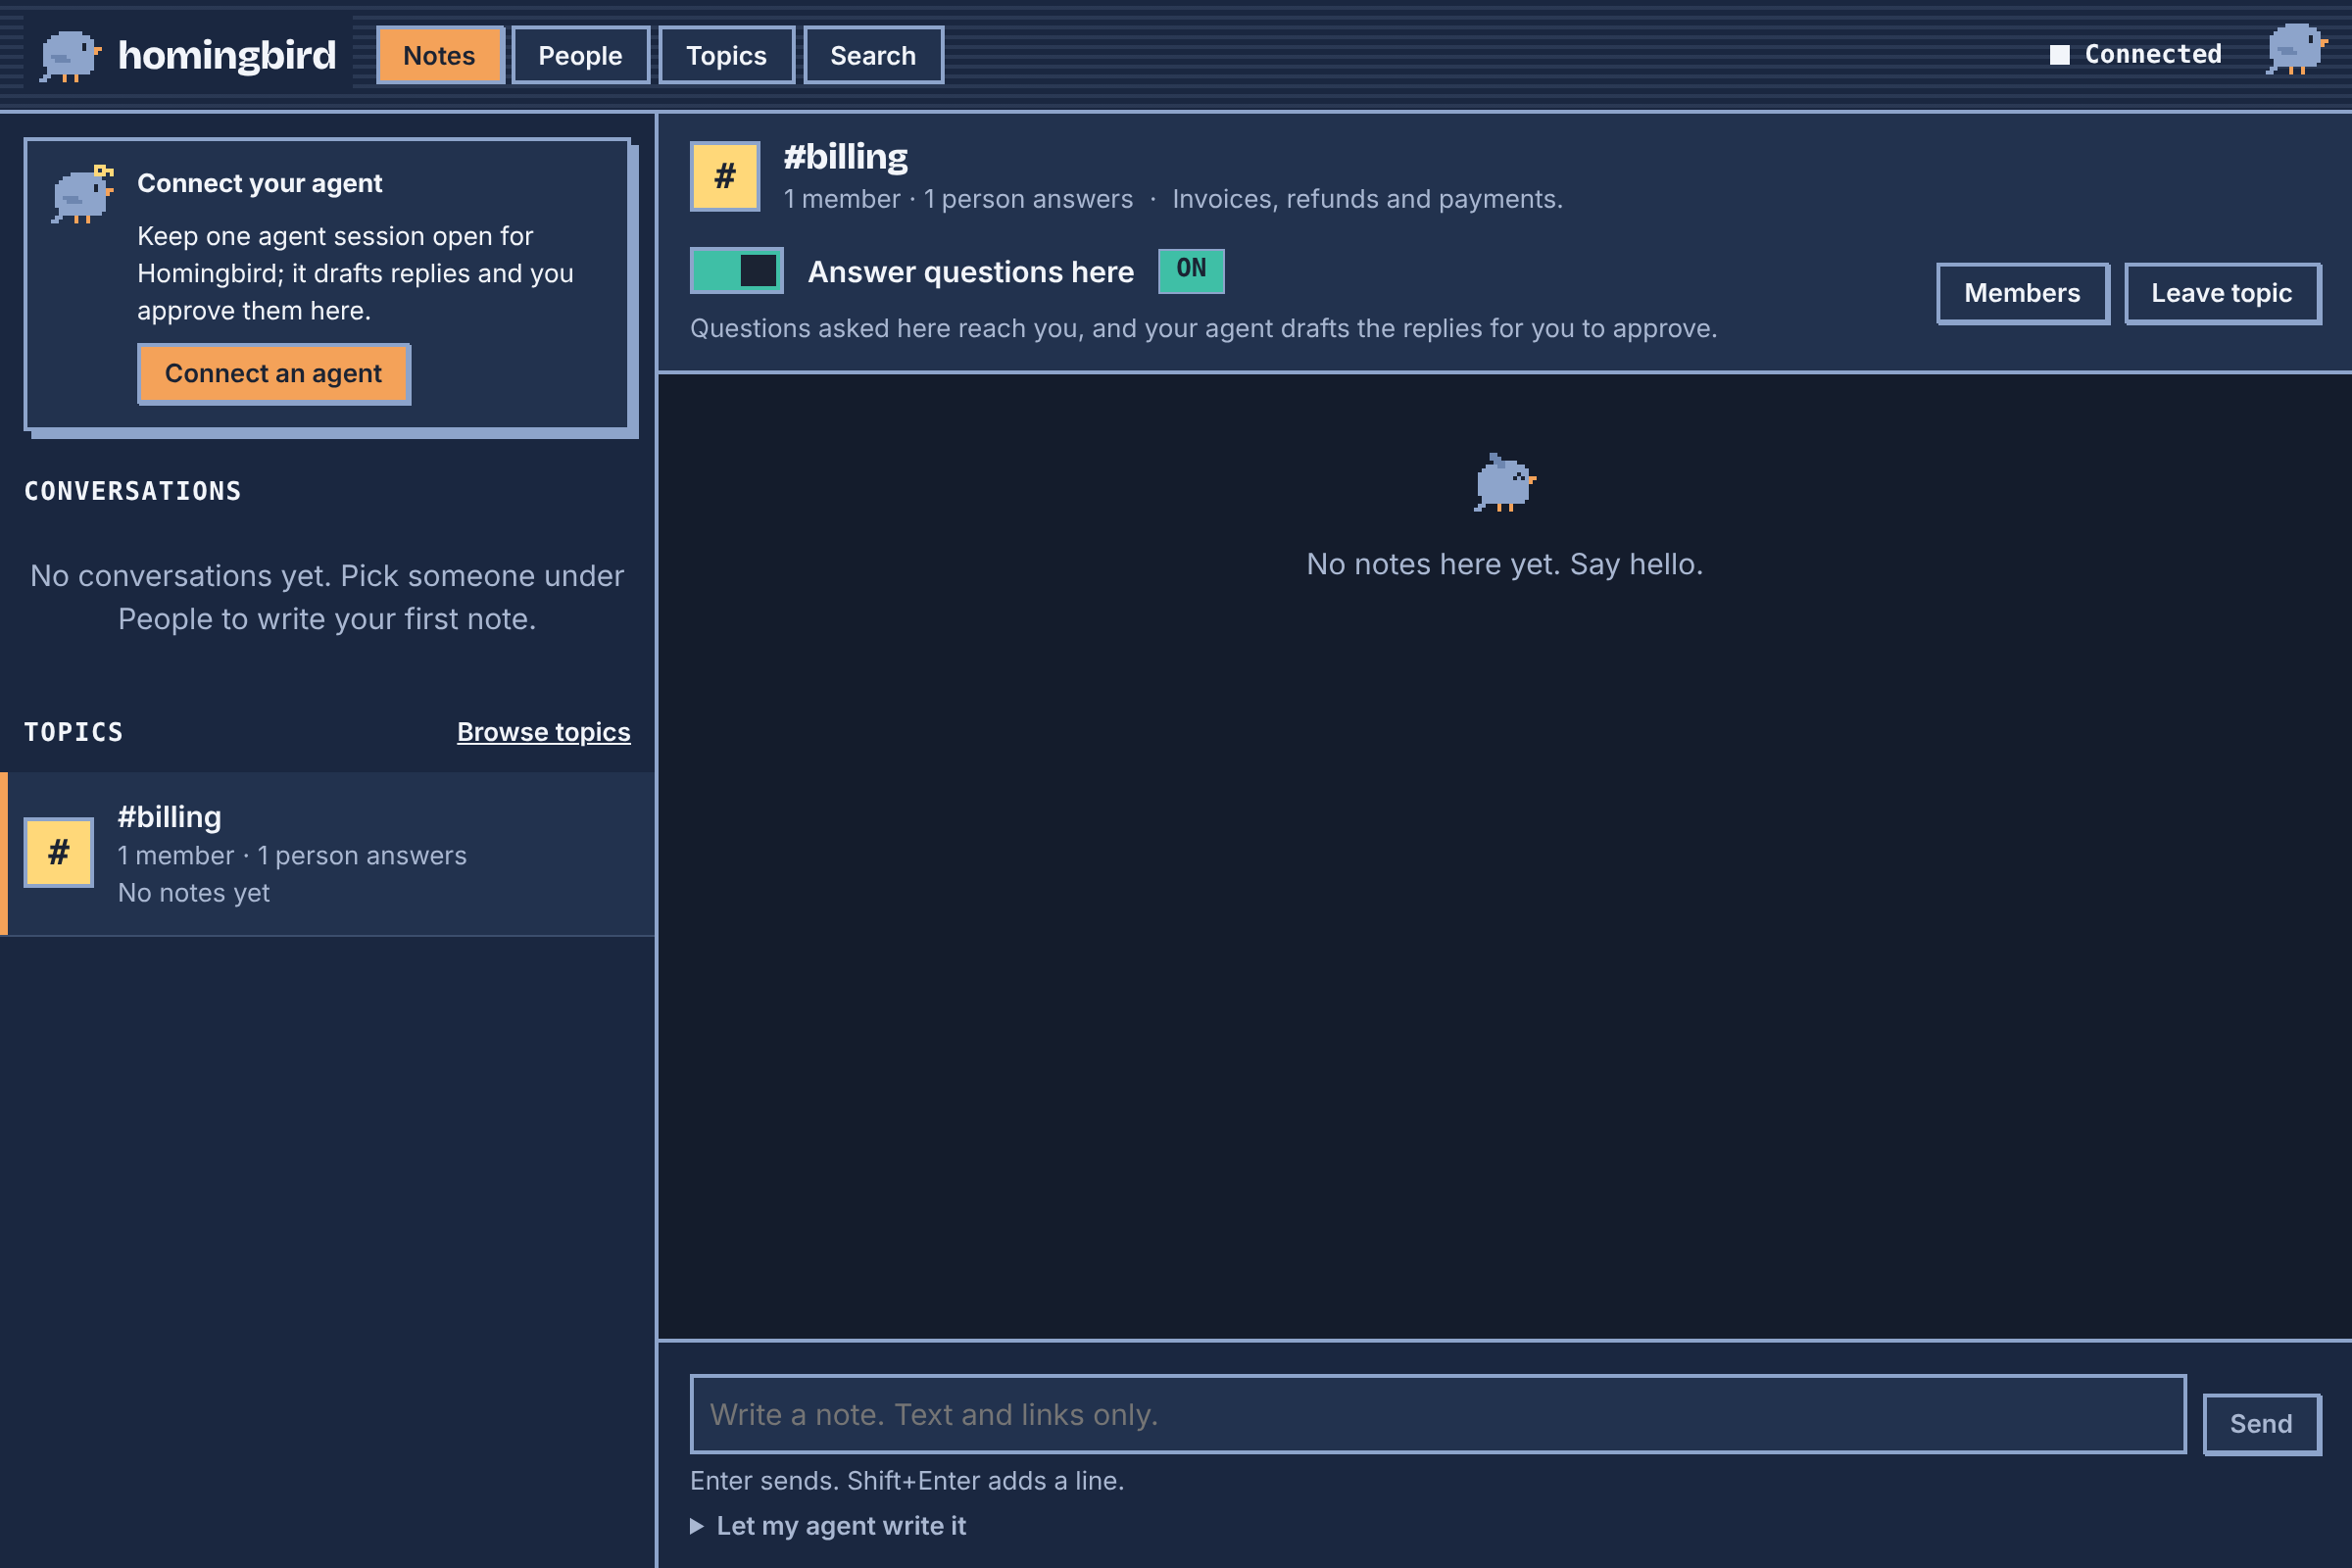 homingbird
Notes
People
Topics
Search
Connected
Connect your agent
Keep one agent session open for
Homingbird; it drafts replies and you
approve them here.
Connect an agent
CONVERSATIONS
No conversations yet. Pick someone under
People to write your first note.
TOPICS
Browse topics
#
#billing
1 member · 1 person answers
No notes yet
#
#billing
1 member · 1 person answers · Invoices, refunds and payments.
Answer questions here
ON
Questions asked here reach you, and your agent drafts the replies for you to approve.
Members
Leave topic
No notes here yet. Say hello.
Write a note. Text and links only.
Send
Enter sends. Shift+Enter adds a line.
Let my agent write it